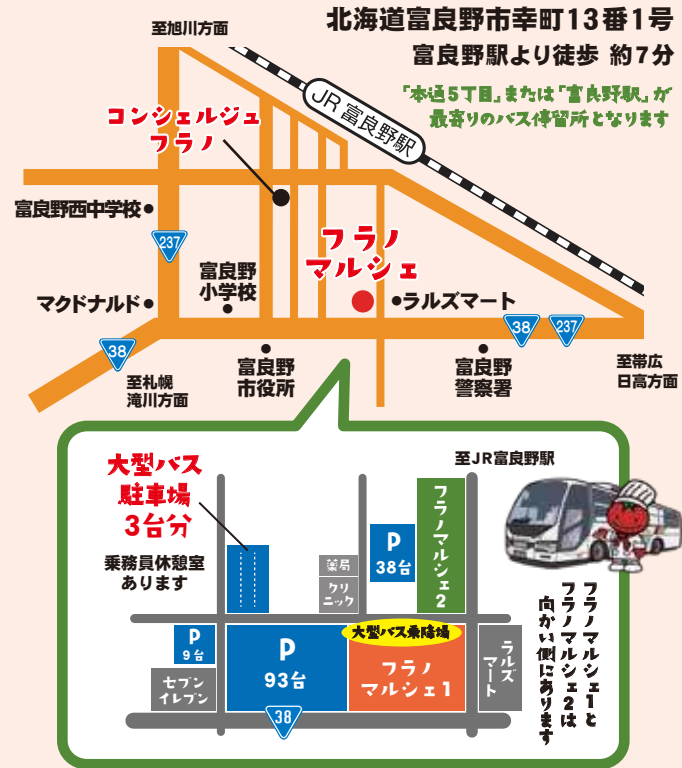 北海道富良野市幸町13番1号
富良野駅より徒歩 約7分
「本通5丁目」または「富良野駅」が
最寄りのバス停留所となります
至旭川方面
JR 富良野駅
コンシェルジュ
フラノ
富良野西中学校
237
富良野
小学校
フラノ
マルシェ
マクドナルド
ラルズマート
38
237
38
至札幌
滝川方面
富良野
市役所
富良野
警察署
至帯広
日高方面
大型バス
駐車場
3台分
乗務員休憩室
あります
至JR富良野駅
フラノマルシェ2
P
38台
薬局
クリ
ニック
大型バス乗降場
P
9台
P
93台
フラノ
マルシェ1
セブン
イレブン
ラルズ
マート
38
フラノマルシェ1と
フラノマルシェ2は
向かい側にあります